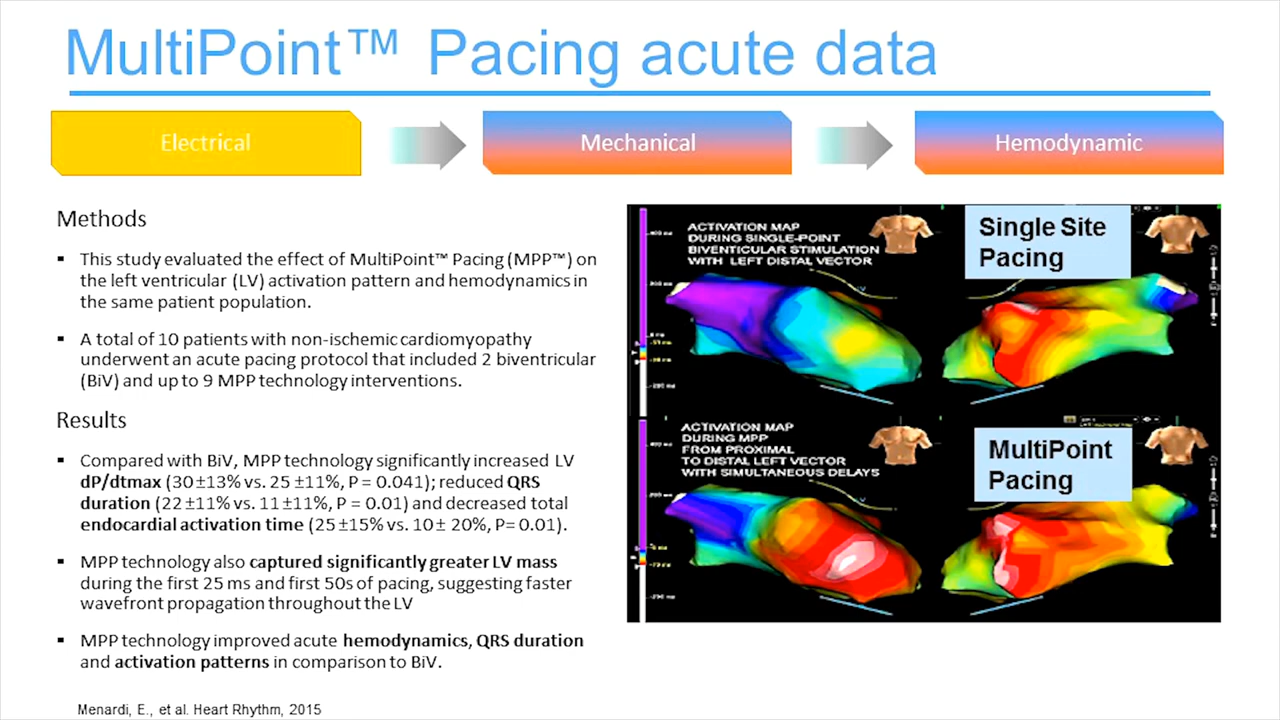 MultiPoint™ Pacing acute data
Electrical
Mechanical
Hemodynamic
Methods
▪ This study evaluated the effect of MultiPoint™ Pacing (MPP™) on
the left ventricular (LV) activation pattern and hemodynamics in
the same patient population.
▪ A total of 10 patients with non-ischemic cardiomyopathy
underwent an acute pacing protocol that included 2 biventricular
(BiV) and up to 9 MPP technology interventions.
Results
▪ Compared with BiV, MPP technology significantly increased LV
dP/dtmax (30 ±13% vs. 25 ±11%, P = 0.041); reduced QRS
duration (22 ±11% vs. 11 ±11%, P = 0.01) and decreased total
endocardial activation time (25 ±15% vs. 10 ± 20%, P= 0.01).
▪ MPP technology also captured significantly greater LV mass
during the first 25 ms and first 50s of pacing, suggesting faster
wavefront propagation throughout the LV
▪ MPP technology improved acute hemodynamics, QRS duration
and activation patterns in comparison to BiV.
Menardi, E., et al. Heart Rhythm, 2015
ACTIVATION MAP
DURING SINGLE-POINT
BIVENTICULAR STIMULATION
WITH LEFT DISTAL VECTOR
Single Site
Pacing
ACTIVATION MAP
DURING MPP
FROM PROXIMAL
TO DISTAL LEFT VECTOR
WITH SIMULTANEOUS DELAYS
MultiPoint
Pacing